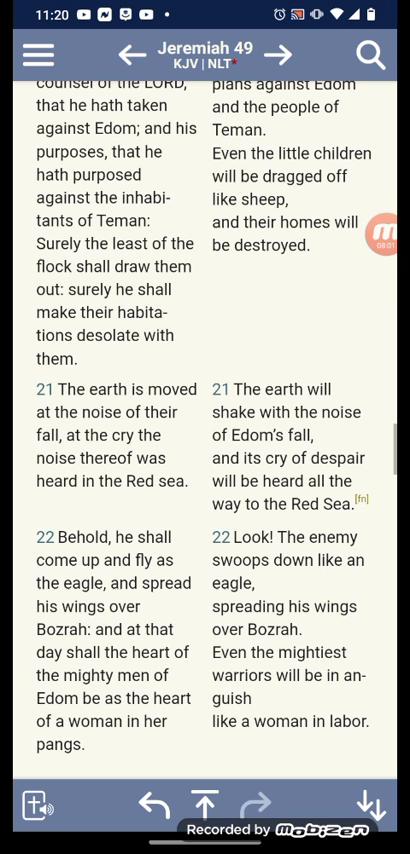 11:20
Jeremiah 49
KJV | NLT*
counsel of the LORD,
that he hath taken
against Edom; and his
purposes, that he
hath purposed
against the inhabi-
tants of Teman:
Surely the least of the
flock shall draw them
out: surely he shall
make their habita-
tions desolate with
them.
plans against Edom
and the people of
Teman.
Even the little children
will be dragged off
like sheep,
and their homes will
be destroyed.
08:01
21 The earth is moved
at the noise of their
fall, at the cry the
noise thereof was
heard in the Red sea.
21 The earth will
shake with the noise
of Edom’s fall,
and its cry of despair
will be heard all the
way to the Red Sea.[fn]
22 Behold, he shall
come up and fly as
the eagle, and spread
his wings over
Bozrah: and at that
day shall the heart of
the mighty men of
Edom be as the heart
of a woman in her
pangs.
22 Look! The enemy
swoops down like an
eagle,
spreading his wings
over Bozrah.
Even the mightiest
warriors will be in an-
guish
like a woman in labor.
Recorded by mobizen